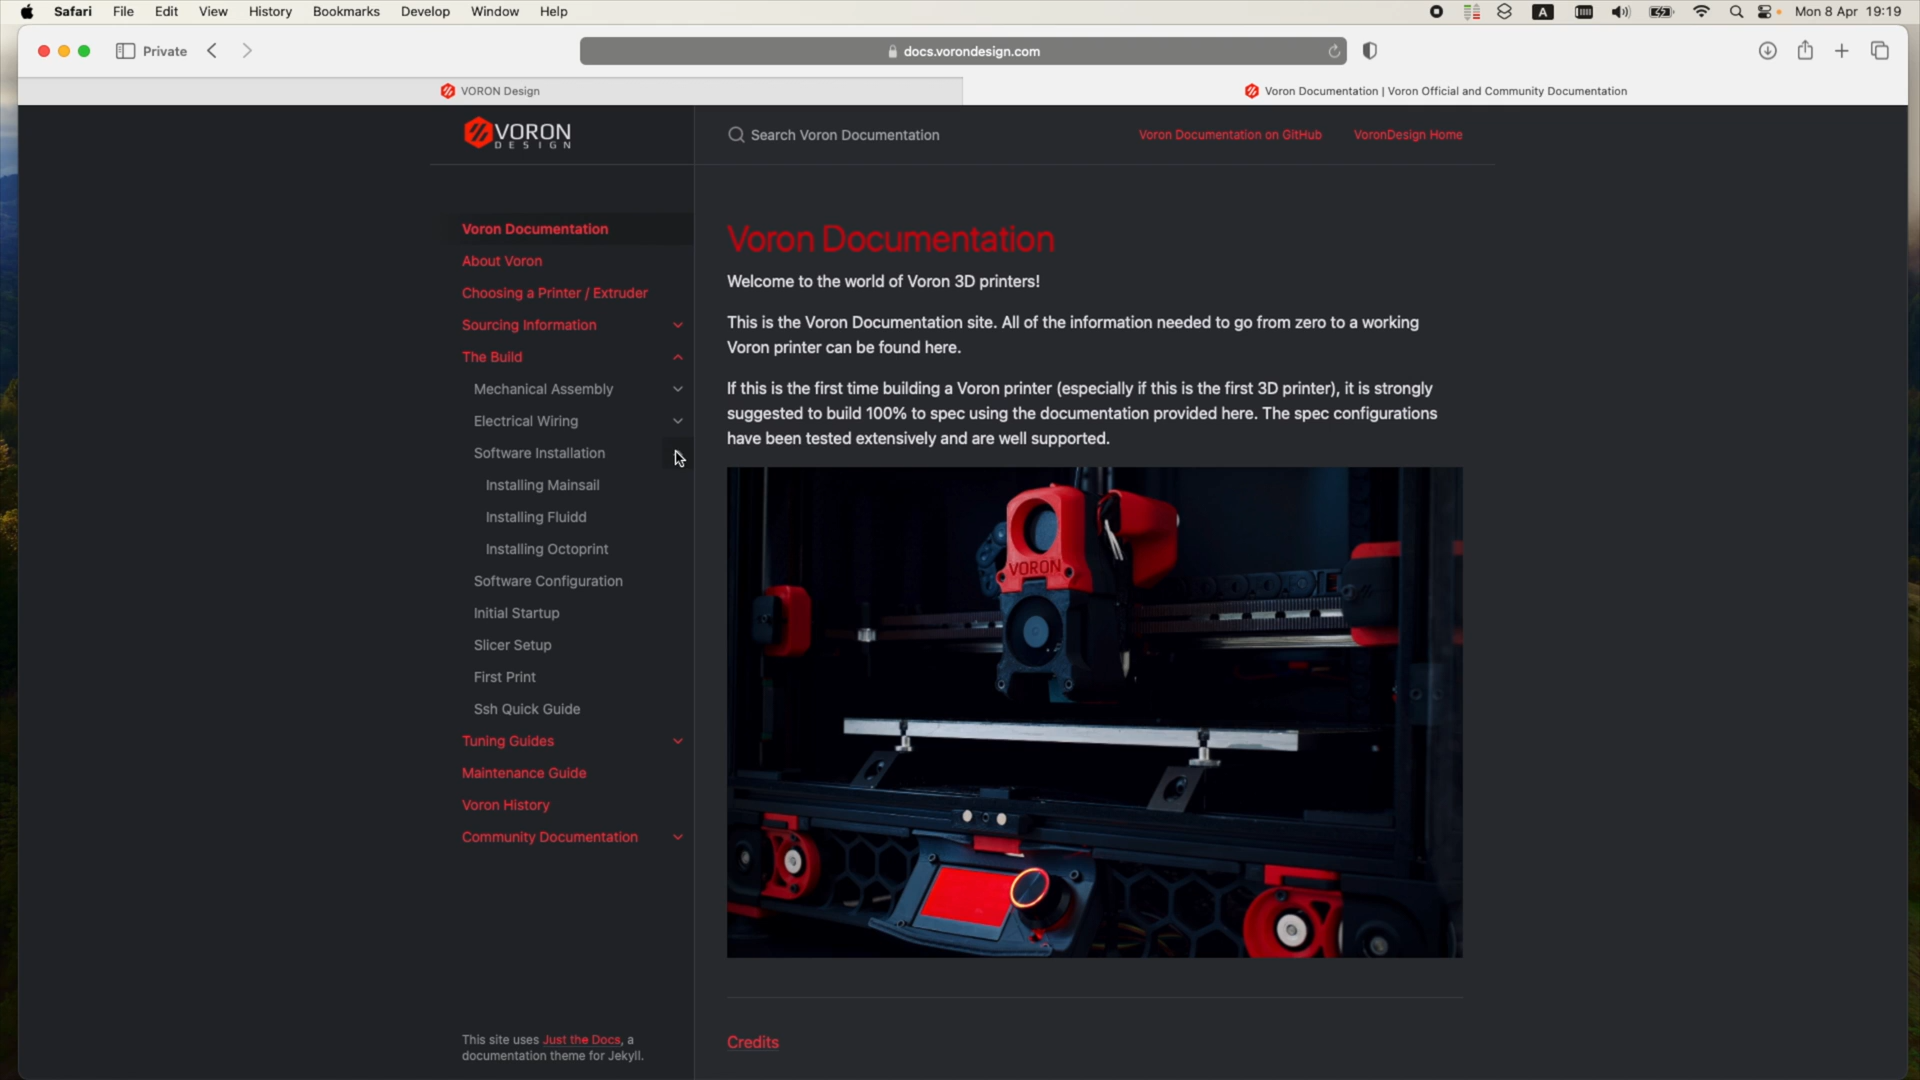 Safari File Edit View History Bookmarks Develop Window Help
A
Mon 8 Apr 19:19
Private
docs.vorondesign.com
VORON Design
Voron Documentation | Voron Official and Community Documentation
VORON
DESIGN
Search Voron Documentation
Voron Documentation on GitHub
VoronDesign Home
Voron Documentation
About Voron
Choosing a Printer / Extruder
Sourcing Information
The Build
Mechanical Assembly
Electrical Wiring
Software Installation
Installing Mainsail
Installing Fluidd
Installing Octoprint
Software Configuration
Initial Startup
Slicer Setup
First Print
Ssh Quick Guide
Tuning Guides
Maintenance Guide
Voron History
Community Documentation
This site uses Just the Docs, a
documentation theme for Jekyll.
Voron Documentation
Welcome to the world of Voron 3D printers!
This is the Voron Documentation site. All of the information needed to go from zero to a working
Voron printer can be found here.
If this is the first time building a Voron printer (especially if this is the first 3D printer), it is strongly
suggested to build 100% to spec using the documentation provided here. The spec configurations
have been tested extensively and are well supported.
VORON
Credits